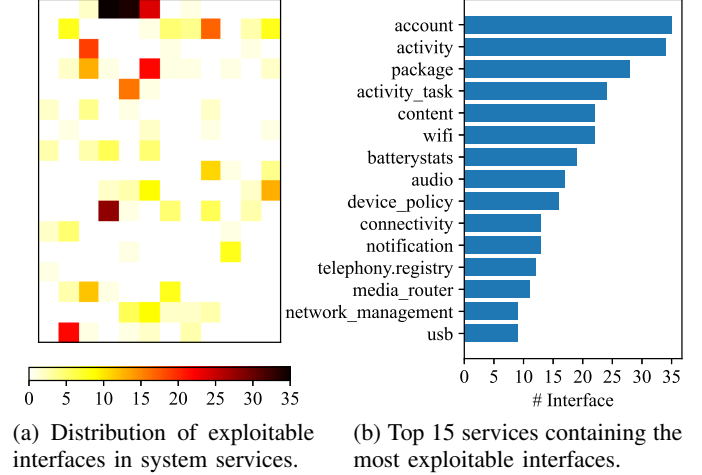 0 5 10 15 20 25 30 35
(a) Distribution of exploitable
interfaces in system services.
account
activity
package
activity_task
content
wifi
batterystats
audio
device_policy
connectivity
notification
telephony.registry
media_router
network_management
usb
0 5 10 15 20 25 30 35
# Interface
(b) Top 15 services containing the
most exploitable interfaces.